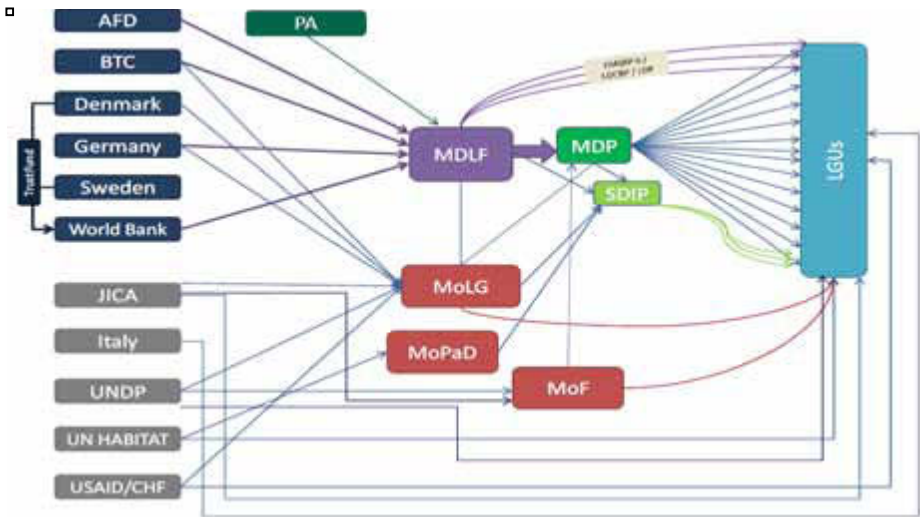 AFD
PA
BTC
Denmark
Germany
Sweden
World Bank
Trustfund
MDLF
MDP
SDIP
LGUs
JICA
Italy
UNDP
UN HABITAT
USAID/CHF
MoLG
MoPaD
MoF